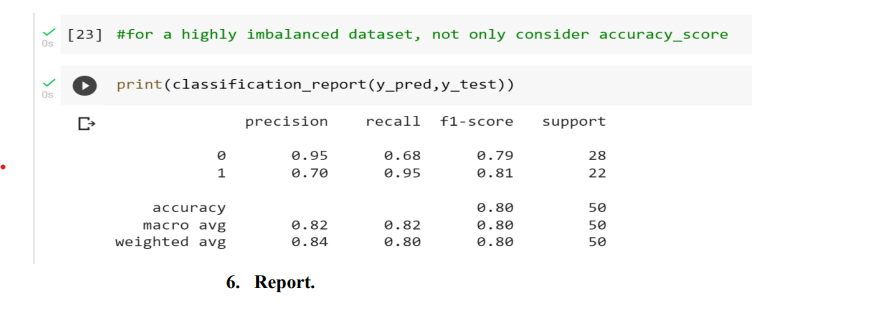 [23] #for a highly imbalanced dataset, not only consider accuracy_score
0s
print(classification_report(y_pred,y_test))
0s
precision recall f1-score support
0 0.95 0.68 0.79 28
1 0.70 0.95 0.81 22
accuracy 0.80 50
macro avg 0.82 0.82 0.80 50
weighted avg 0.84 0.80 0.80 50
6. Report.